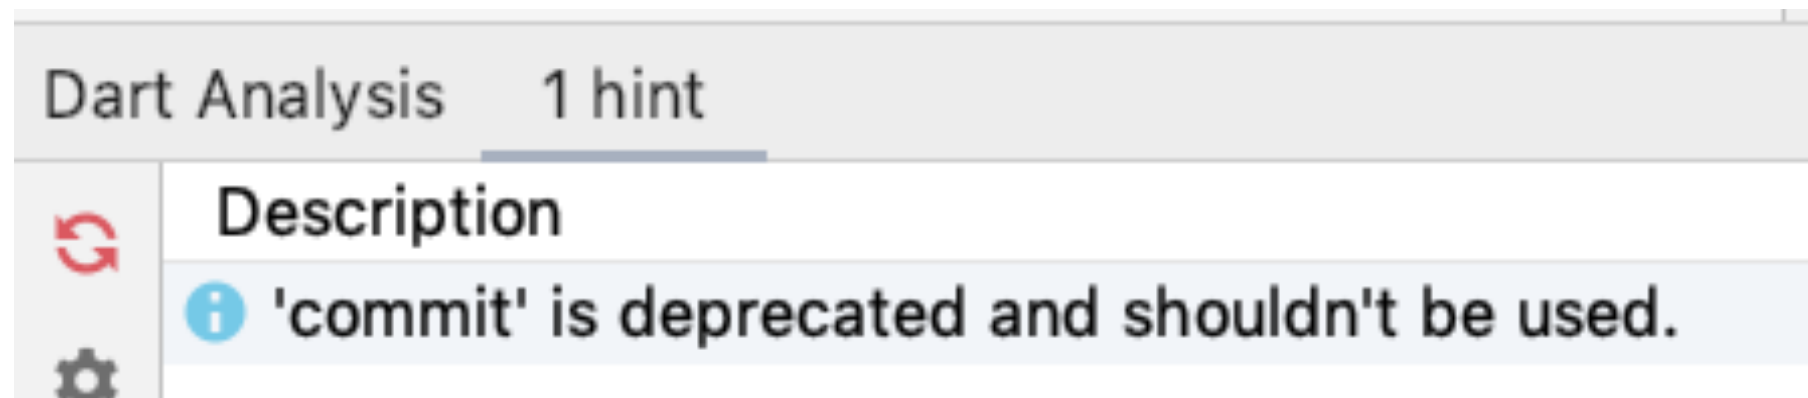 Dart Analysis 1 hint
Description
'commit' is deprecated and shouldn't be used.